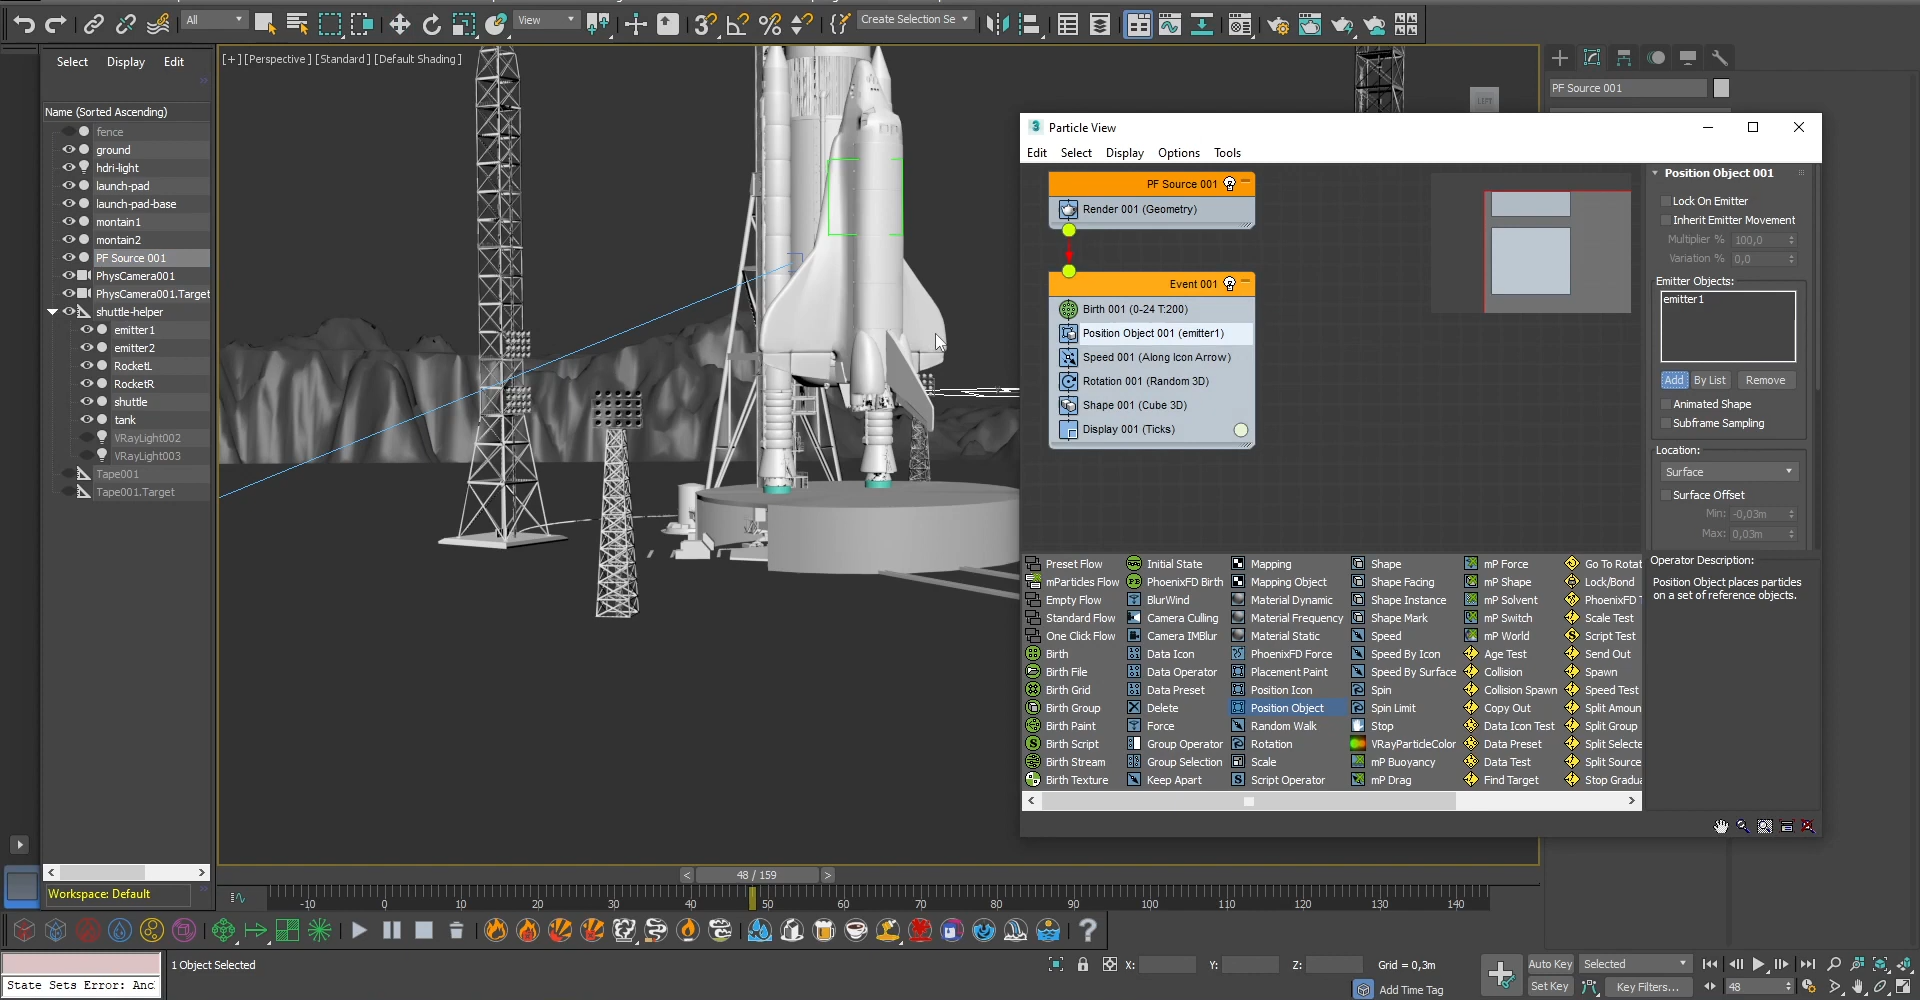 All
View
Create Selection Se
Select Display Edit
Name (Sorted Ascending)
fence
ground
hdri-light
launch-pad
launch-pad-base
montain1
montain2
PF Source 001
PhysCamera001
PhysCamera001.Target
shuttle-helper
emitter1
emitter2
RocketL
RocketR
shuttle
tank
VRayLight002
VRayLight003
Tape001
Tape001.Target
Workspace: Default
[+] [Perspective ] [Standard ] [Default Shading ]
LEFT
PF Source 001
Particle View
Edit Select Display Options Tools
PF Source 001
Render 001 (Geometry)
Event 001
Birth 001 (0-24 T:200)
Position Object 001 (emitter1)
Speed 001 (Along Icon Arrow)
Rotation 001 (Random 3D)
Shape 001 (Cube 3D)
Display 001 (Ticks)
Position Object 001
Lock On Emitter
Inherit Emitter Movement
Multiplier % 100,0
Variation % 0,0
Emitter Objects:
emitter1
Add By List Remove
Animated Shape
Subframe Sampling
Location:
Surface
Surface Offset
Min: -0,03m
Max: 0,03m
Operator Description:
Position Object places particles
on a set of reference objects.
Preset Flow Initial State Mapping Shape mP Force Go To Rotat
mParticles Flow PhoenixFD Birth Mapping Object Shape Facing mP Shape Lock/Bond
Empty Flow BlurWind Material Dynamic Shape Instance mP Solvent PhoenixFD T
Standard Flow Camera Culling Material Frequency Shape Mark mP Switch Scale Test
One Click Flow Camera IMBlur Material Static Speed mP World Script Test
Birth Data Icon PhoenixFD Force Speed By Icon Age Test Send Out
Birth File Data Operator Placement Paint Speed By Surface Collision Spawn
Birth Grid Data Preset Position Icon Spin Collision Spawn Speed Test
Birth Group Delete Position Object Spin Limit Copy Out Split Amoun
Birth Paint Force Random Walk Stop Data Icon Test Split Group
Birth Script Group Operator Rotation VRayParticleColor Data Preset Split Selecte
Birth Stream Group Selection Scale mP Buoyancy Data Test Split Source
Birth Texture Keep Apart Script Operator mP Drag Find Target Stop Gradua
< 48 / 159 >
-10 0 10 20 30 40 50 60 70 80 90 100 110 120 130 140
State Sets Error: Anc
1 Object Selected
X: Y: Z: Grid = 0,3m
Add Time Tag
Auto Key Selected
Set Key Key Filters... 48